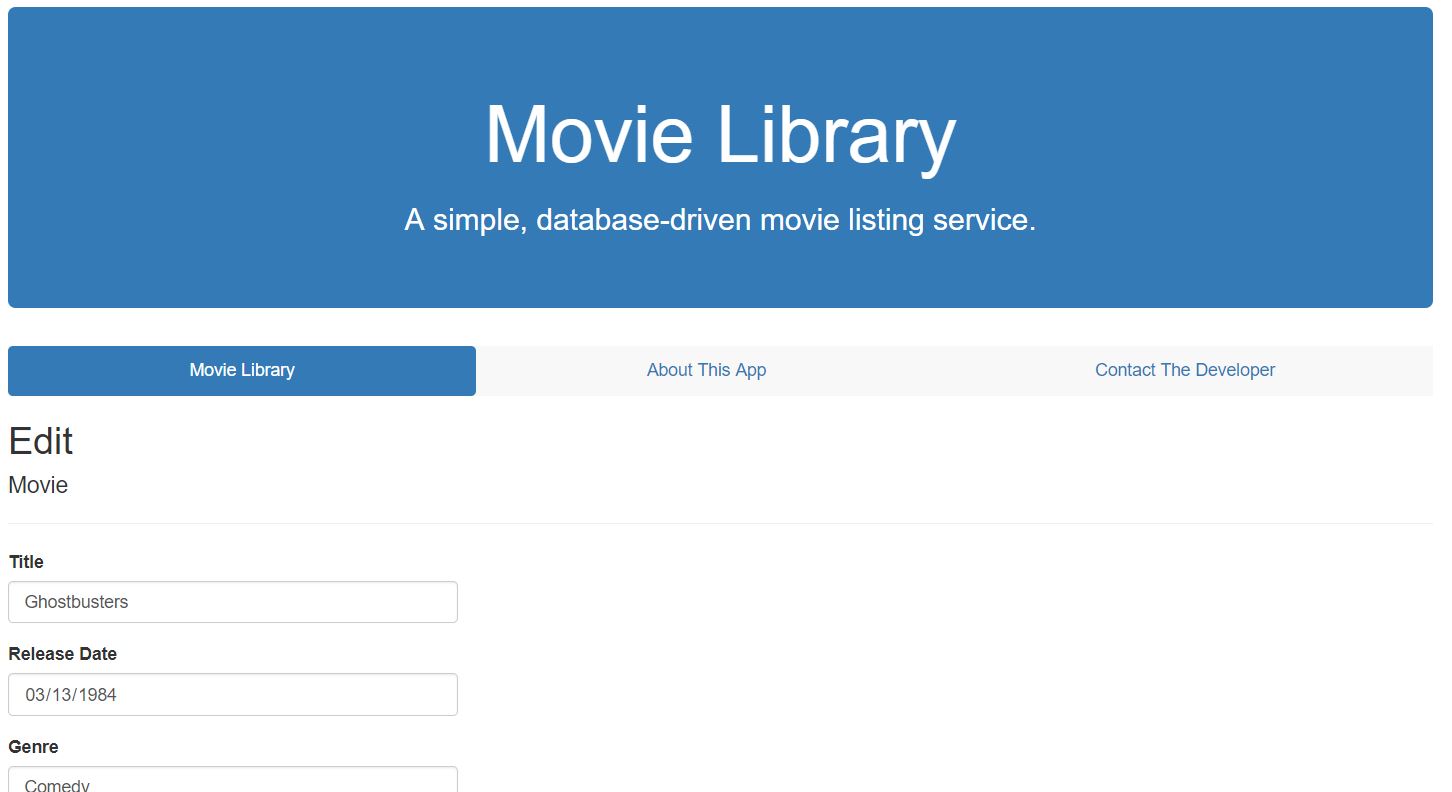 Movie Library
A simple, database-driven movie listing service.
Movie Library About This App Contact The Developer
Edit
Movie
Title
Ghostbusters
Release Date
03/13/1984
Genre
Comedy